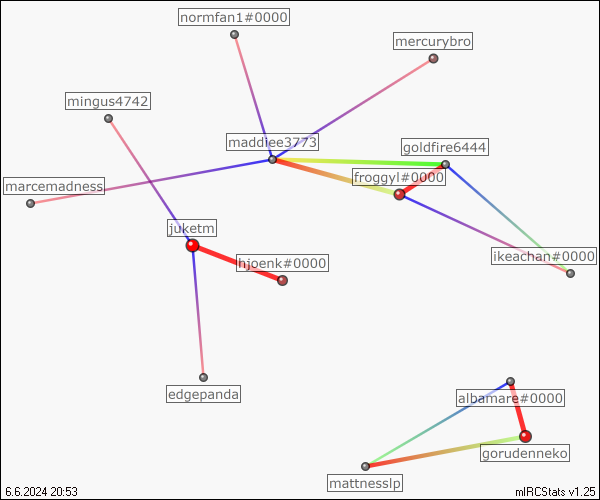 normfan1#0000
mercurybro
mingus4742
maddiee3773
goldfire6444
froggyl#0000
marcemadness
juketm
ikeachan#0000
hjoenk#0000
edgepanda
albamare#0000
gorudenneko
mattnesslp
6.6.2024 20:53
mIRCStats v1.25